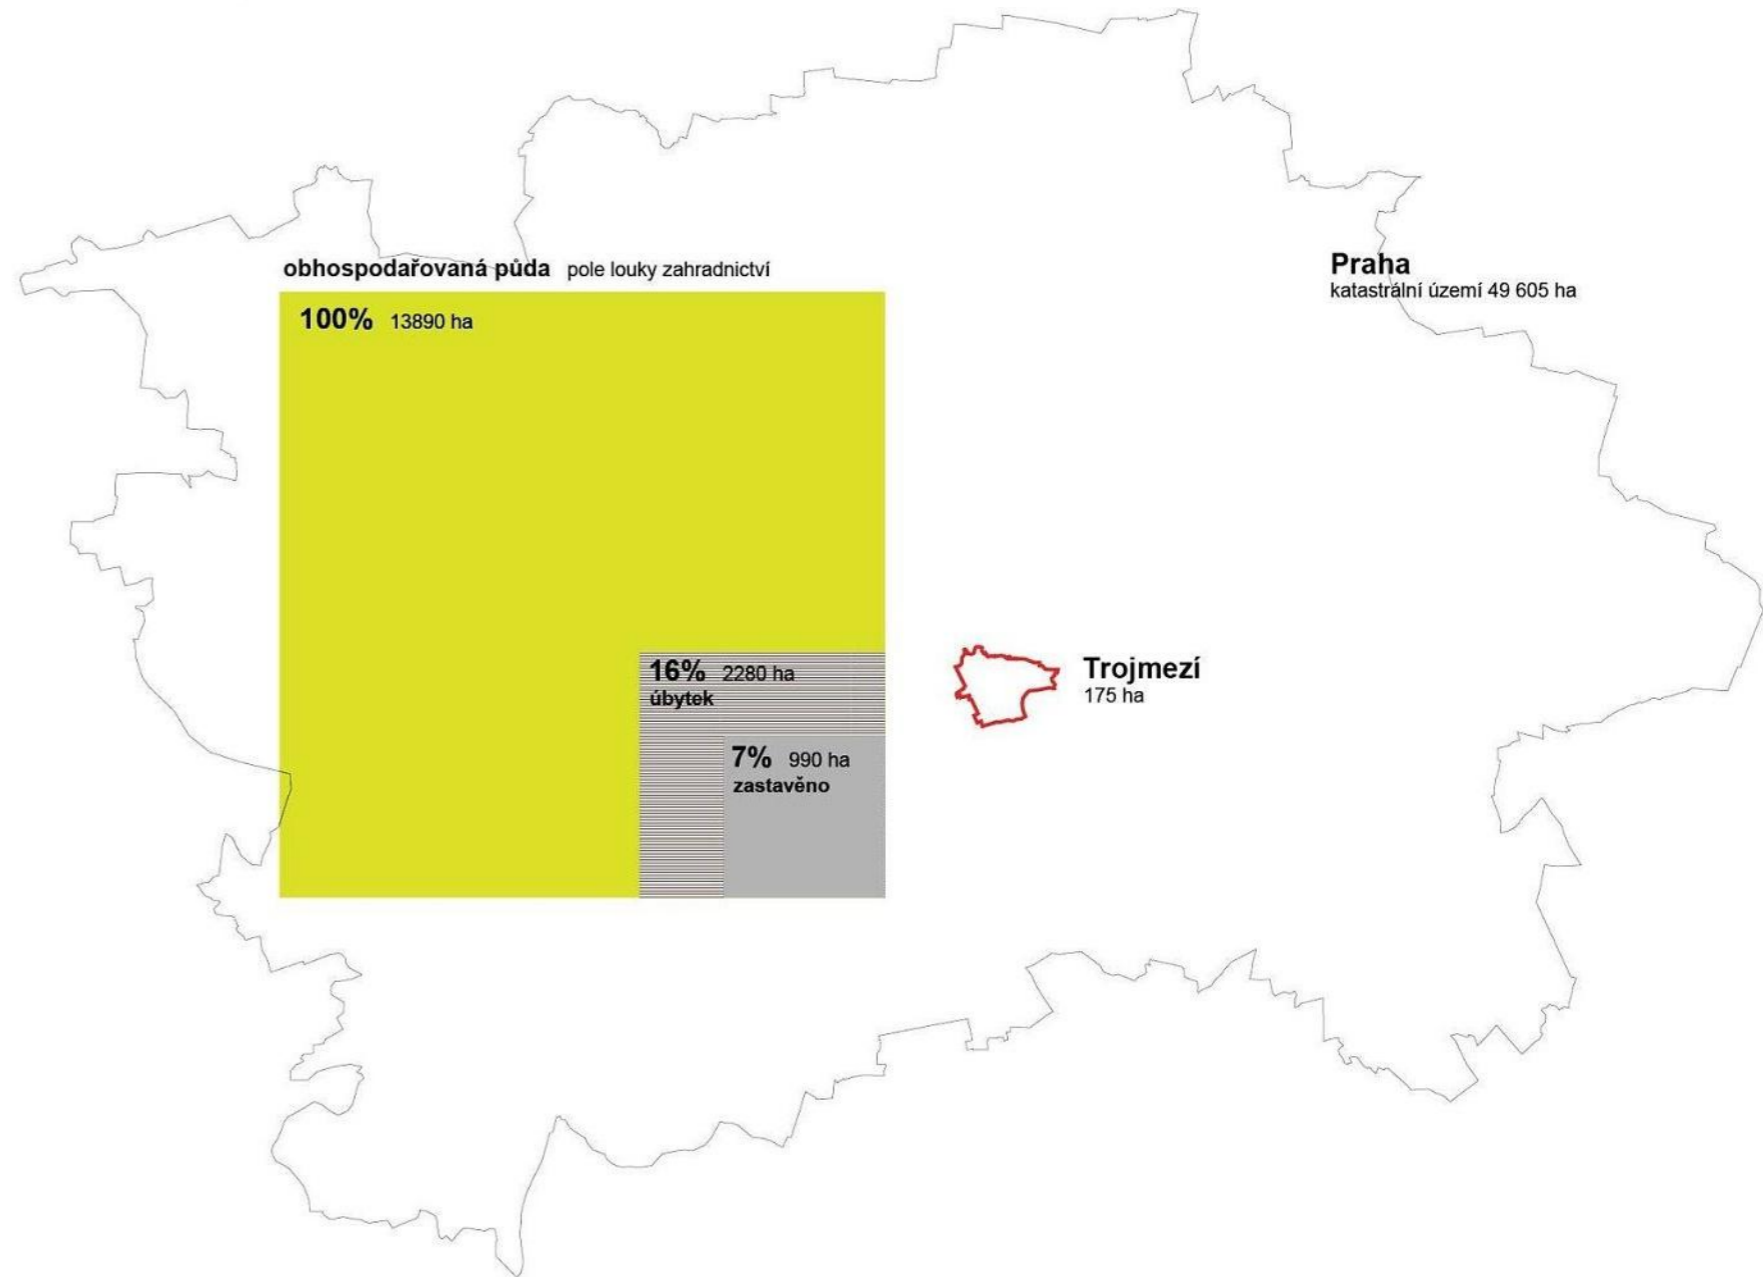 obhospodařovaná půda pole louky zahradnictví
100% 13890 ha
Praha
katastrální území 49 605 ha
16% 2280 ha
úbytek
7% 990 ha
zastavěno
Trojmezí
175 ha